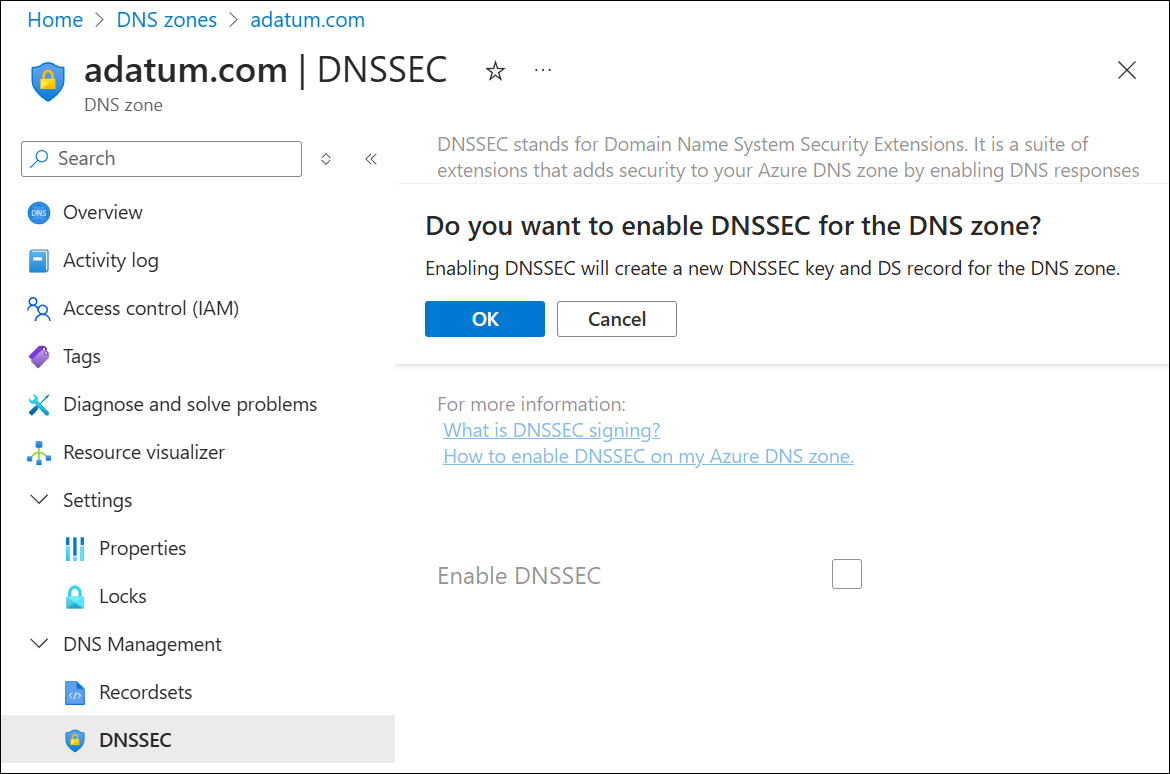 Home > DNS zones > adatum.com
adatum.com | DNSSEC
DNS zone
Search
Overview
Activity log
Access control (IAM)
Tags
Diagnose and solve problems
Resource visualizer
Settings
Properties
Locks
DNS Management
Recordsets
DNSSEC
DNSSEC stands for Domain Name System Security Extensions. It is a suite of
extensions that adds security to your Azure DNS zone by enabling DNS responses
Do you want to enable DNSSEC for the DNS zone?
Enabling DNSSEC will create a new DNSSEC key and DS record for the DNS zone.
OK
Cancel
For more information:
What is DNSSEC signing?
How to enable DNSSEC on my Azure DNS zone.
Enable DNSSEC